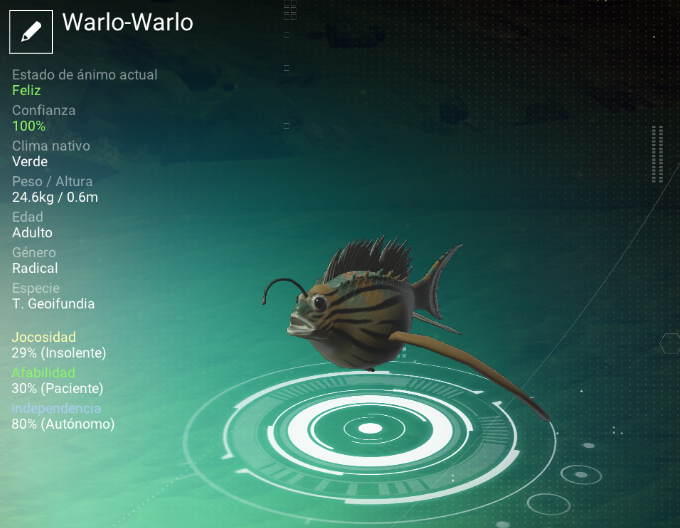 Warlo-Warlo
Estado de ánimo actual
Feliz
Confianza
100%
Clima nativo
Verde
Peso / Altura
24.6kg / 0.6m
Edad
Adulto
Género
Radical
Especie
T. Geoifundia
Jocosidad
29% (Insolente)
Afabilidad
30% (Paciente)
Independencia
80% (Autónomo)